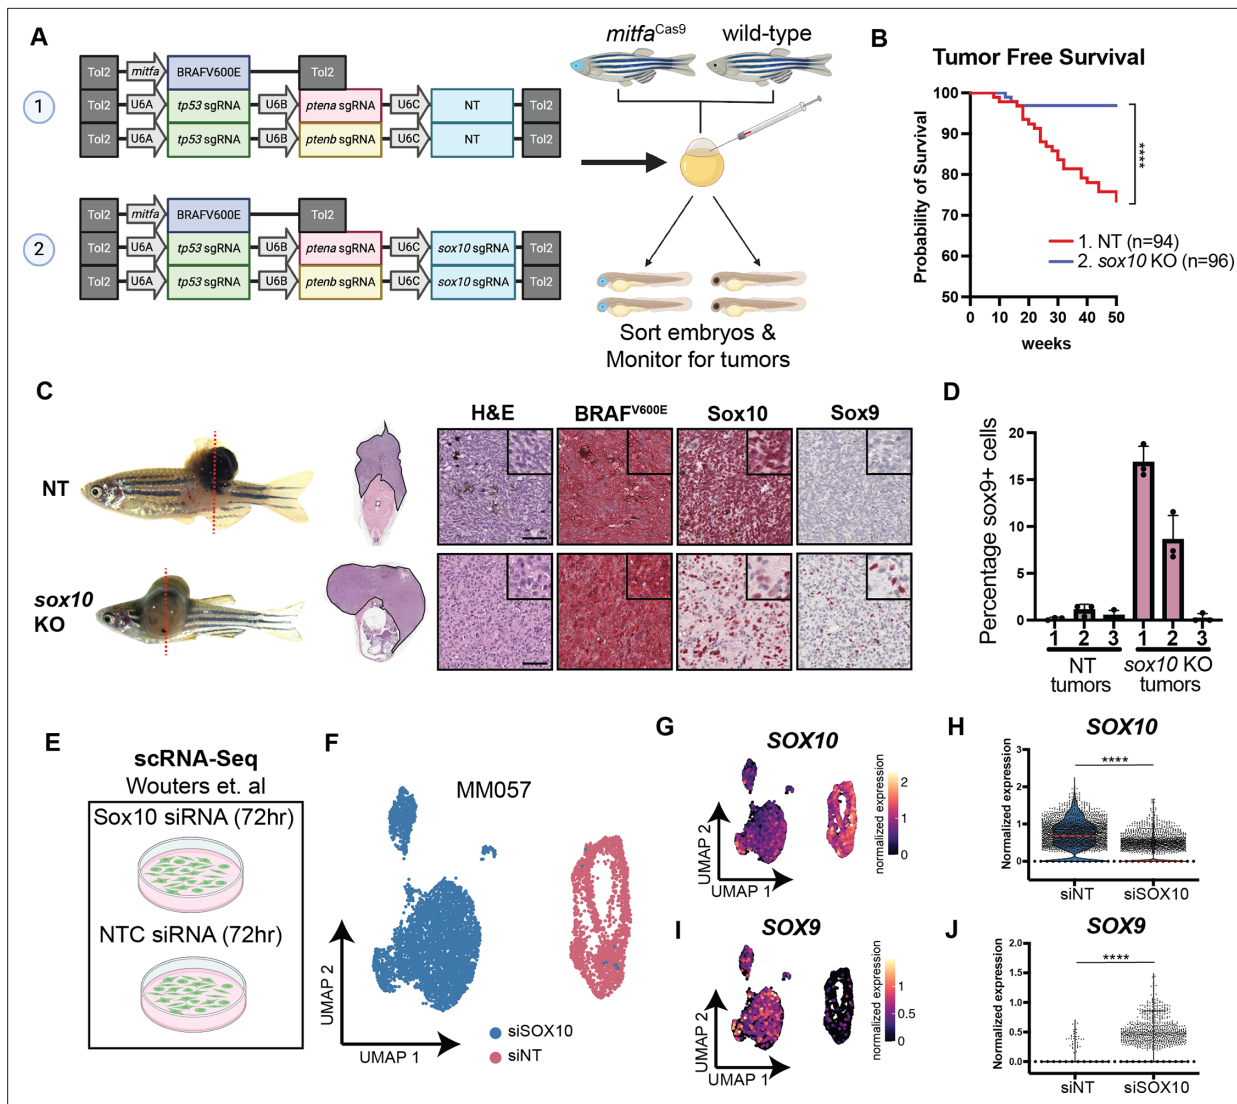 A
1
Tol2 mitfa BRAFV600E Tol2
Tol2 U6A tp53 sgRNA U6B ptena sgRNA U6C NT Tol2
Tol2 U6A tp53 sgRNA U6B ptenb sgRNA U6C NT Tol2
2
Tol2 mitfa BRAFV600E Tol2
Tol2 U6A tp53 sgRNA U6B ptena sgRNA U6C sox10 sgRNA Tol2
Tol2 U6A tp53 sgRNA U6B ptenb sgRNA U6C sox10 sgRNA Tol2
mitfaCas9 wild-type
Sort embryos &
Monitor for tumors
B
Tumor Free Survival
Probability of Survival
100
90
80
70
60
50
0 10 20 30 40 50
weeks
****
1. NT (n=94)
2. sox10 KO (n=96)
C
H&E BRAFV600E Sox10 Sox9
NT
sox10
KO
D
Percentage sox9+ cells
20
15
10
5
0
1 2 3 1 2 3
NT
tumors
sox10 KO
tumors
E
scRNA-Seq
Wouters et. al
Sox10 siRNA (72hr)
NTC siRNA (72hr)
F
MM057
UMAP 2
UMAP 1
siSOX10
siNT
G
SOX10
UMAP 2
UMAP 1
normalized expression
2
1
0
H
SOX10
Normalized expression
3
2
1
0
****
siNT siSOX10
I
SOX9
UMAP 2
UMAP 1
normalized expression
1
0.5
0
J
SOX9
Normalized expression
2.0
1.5
1.0
0.5
0.0
****
siNT siSOX10